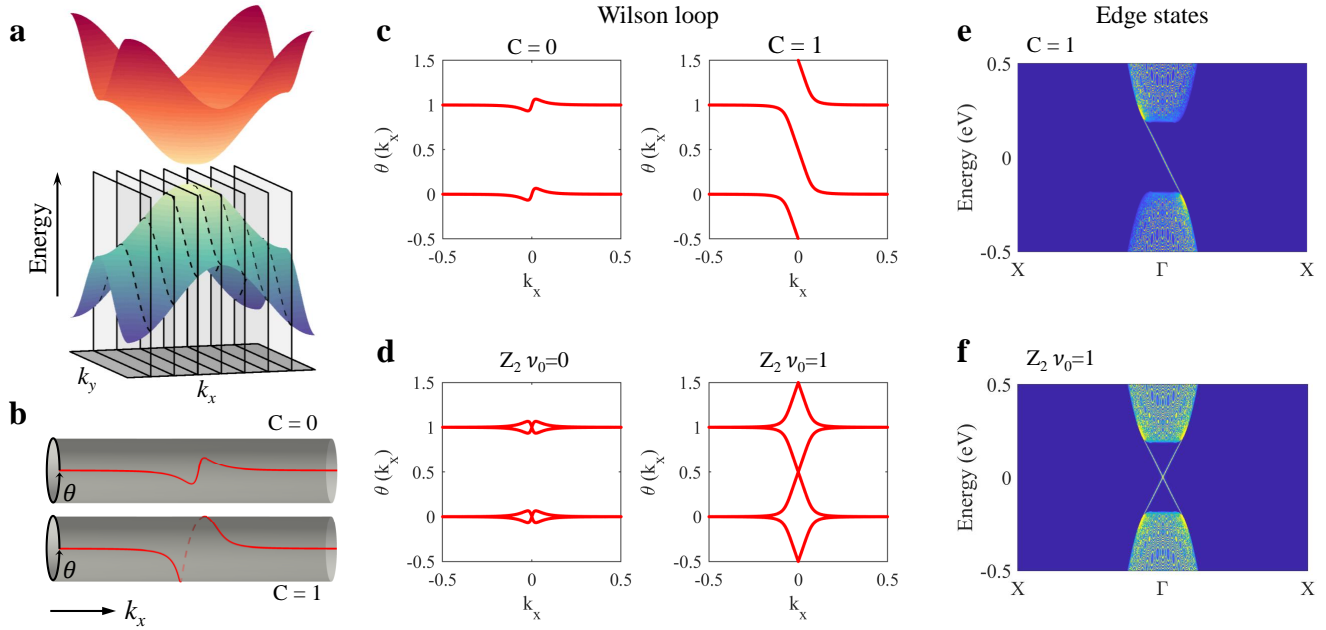 Wilson loop
Edge states
a
Energy
k_y
k_x
b
C = 0
θ
θ
C = 1
k_x
c
C = 0
1.5
1
0.5
0
-0.5
θ (k_x)
-0.5
0
0.5
k_x
C = 1
1.5
1
0.5
0
-0.5
θ (k_x)
-0.5
0
0.5
k_x
d
Z_2 ν_0=0
1.5
1
0.5
0
-0.5
θ (k_x)
-0.5
0
0.5
k_x
Z_2 ν_0=1
1.5
1
0.5
0
-0.5
θ (k_x)
-0.5
0
0.5
k_x
e
C = 1
0.5
0
-0.5
Energy (eV)
X
Γ
X
f
Z_2 ν_0=1
0.5
0
-0.5
Energy (eV)
X
Γ
X